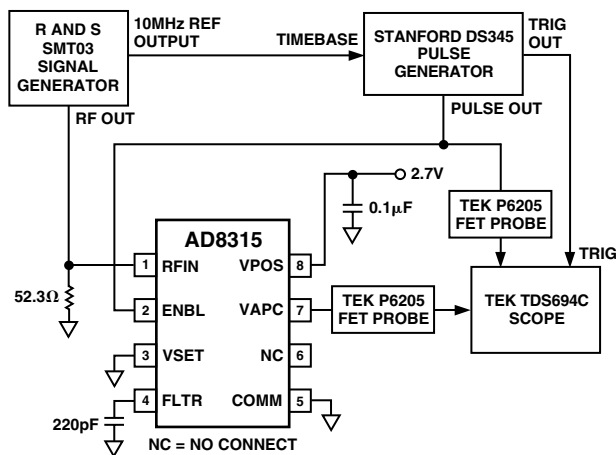 R AND S
SMT03
SIGNAL
GENERATOR
10MHz REF
OUTPUT
TIMEBASE
STANFORD DS345
PULSE
GENERATOR
TRIG
OUT
RF OUT
PULSE OUT
2.7V
0.1µF
TEK P6205
FET PROBE
TRIG
AD8315
1 RFIN
VPOS 8
52.3Ω
2 ENBL
VAPC 7
TEK P6205
FET PROBE
TEK TDS694C
SCOPE
3 VSET
NC 6
4 FLTR
COMM 5
220pF
NC = NO CONNECT